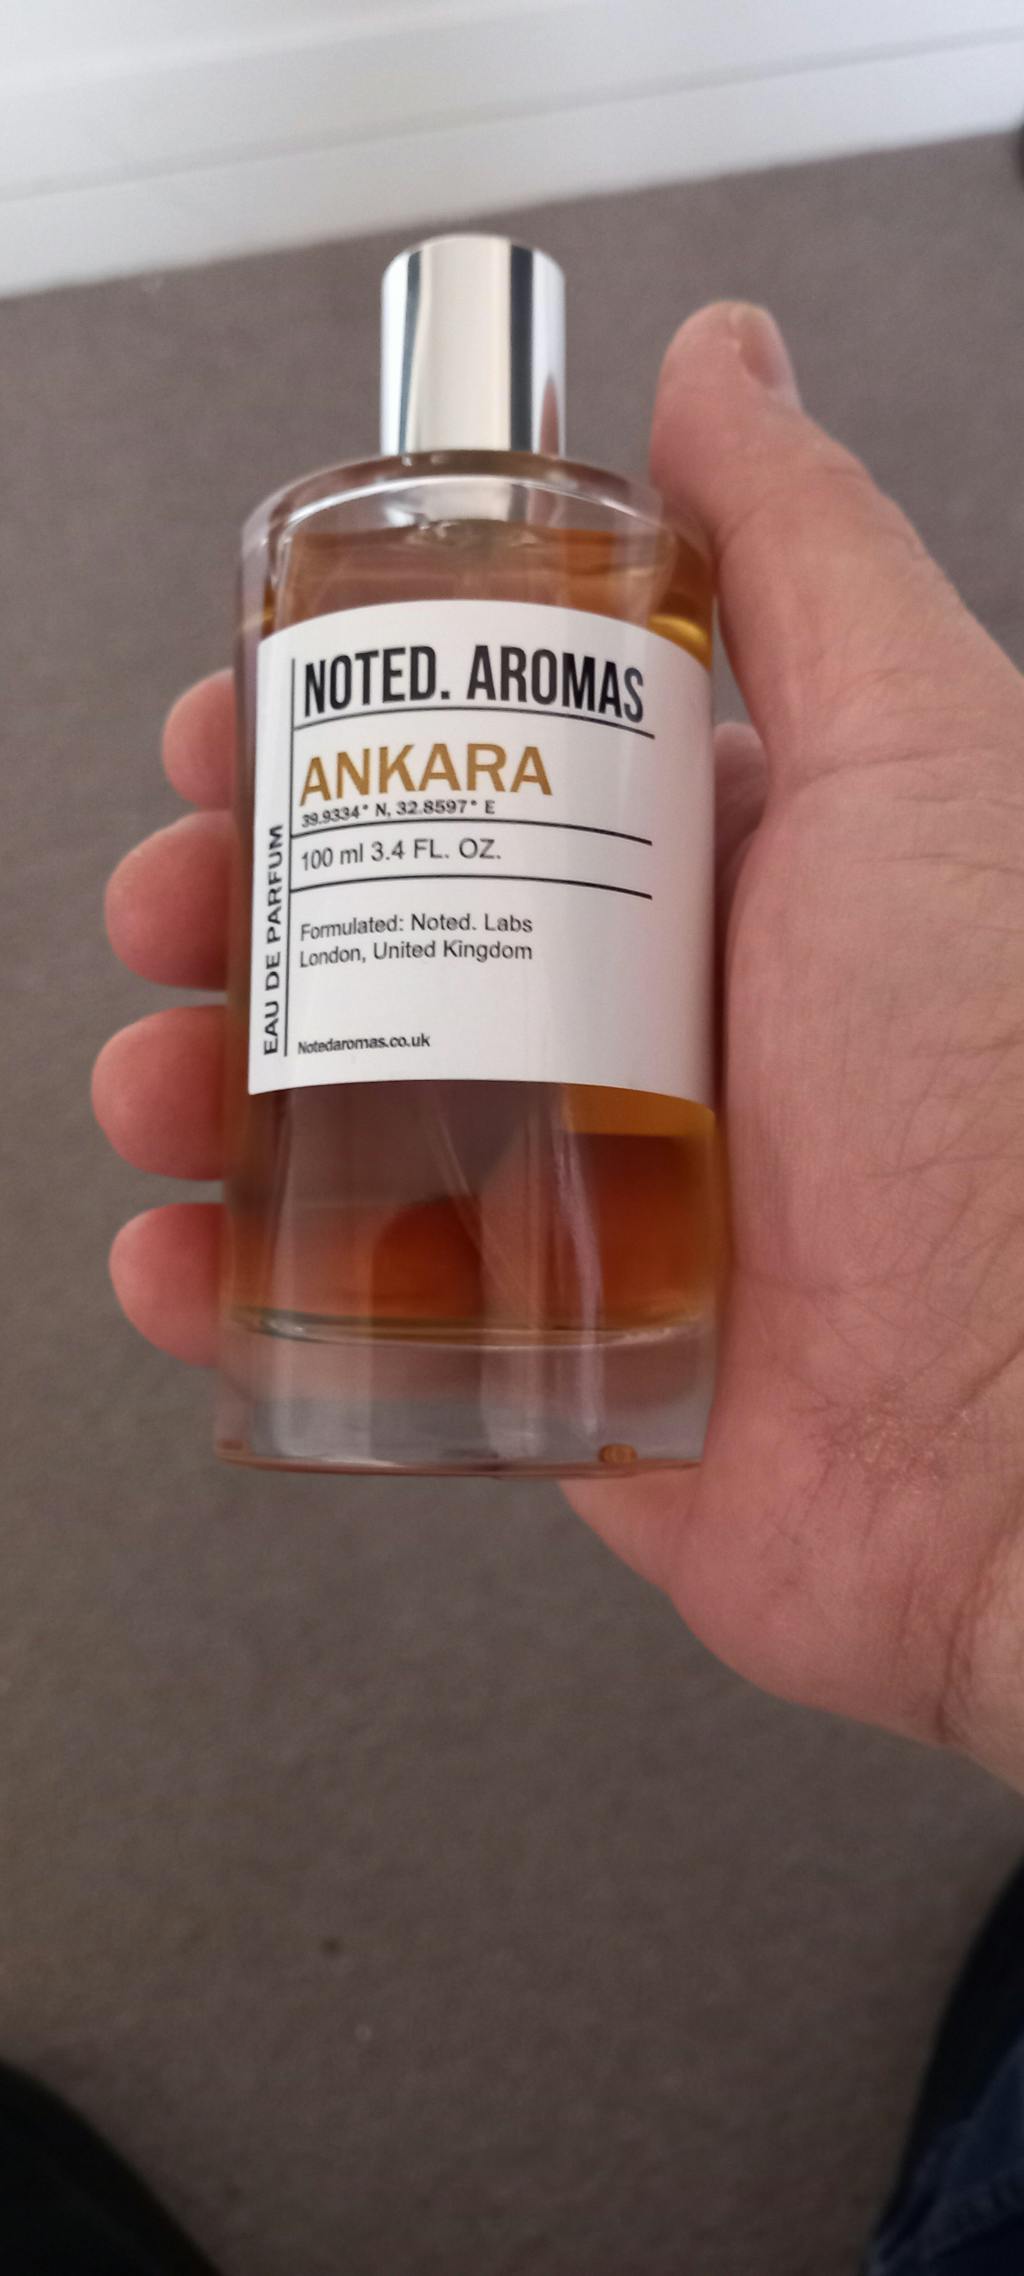 NOTED. AROMAS
ANKARA
39.9334° N, 32.8597° E
100 ml 3.4 FL. OZ.
Formulated: Noted. Labs
London, United Kingdom
Notedaromas.co.uk
EAU DE PARFUM